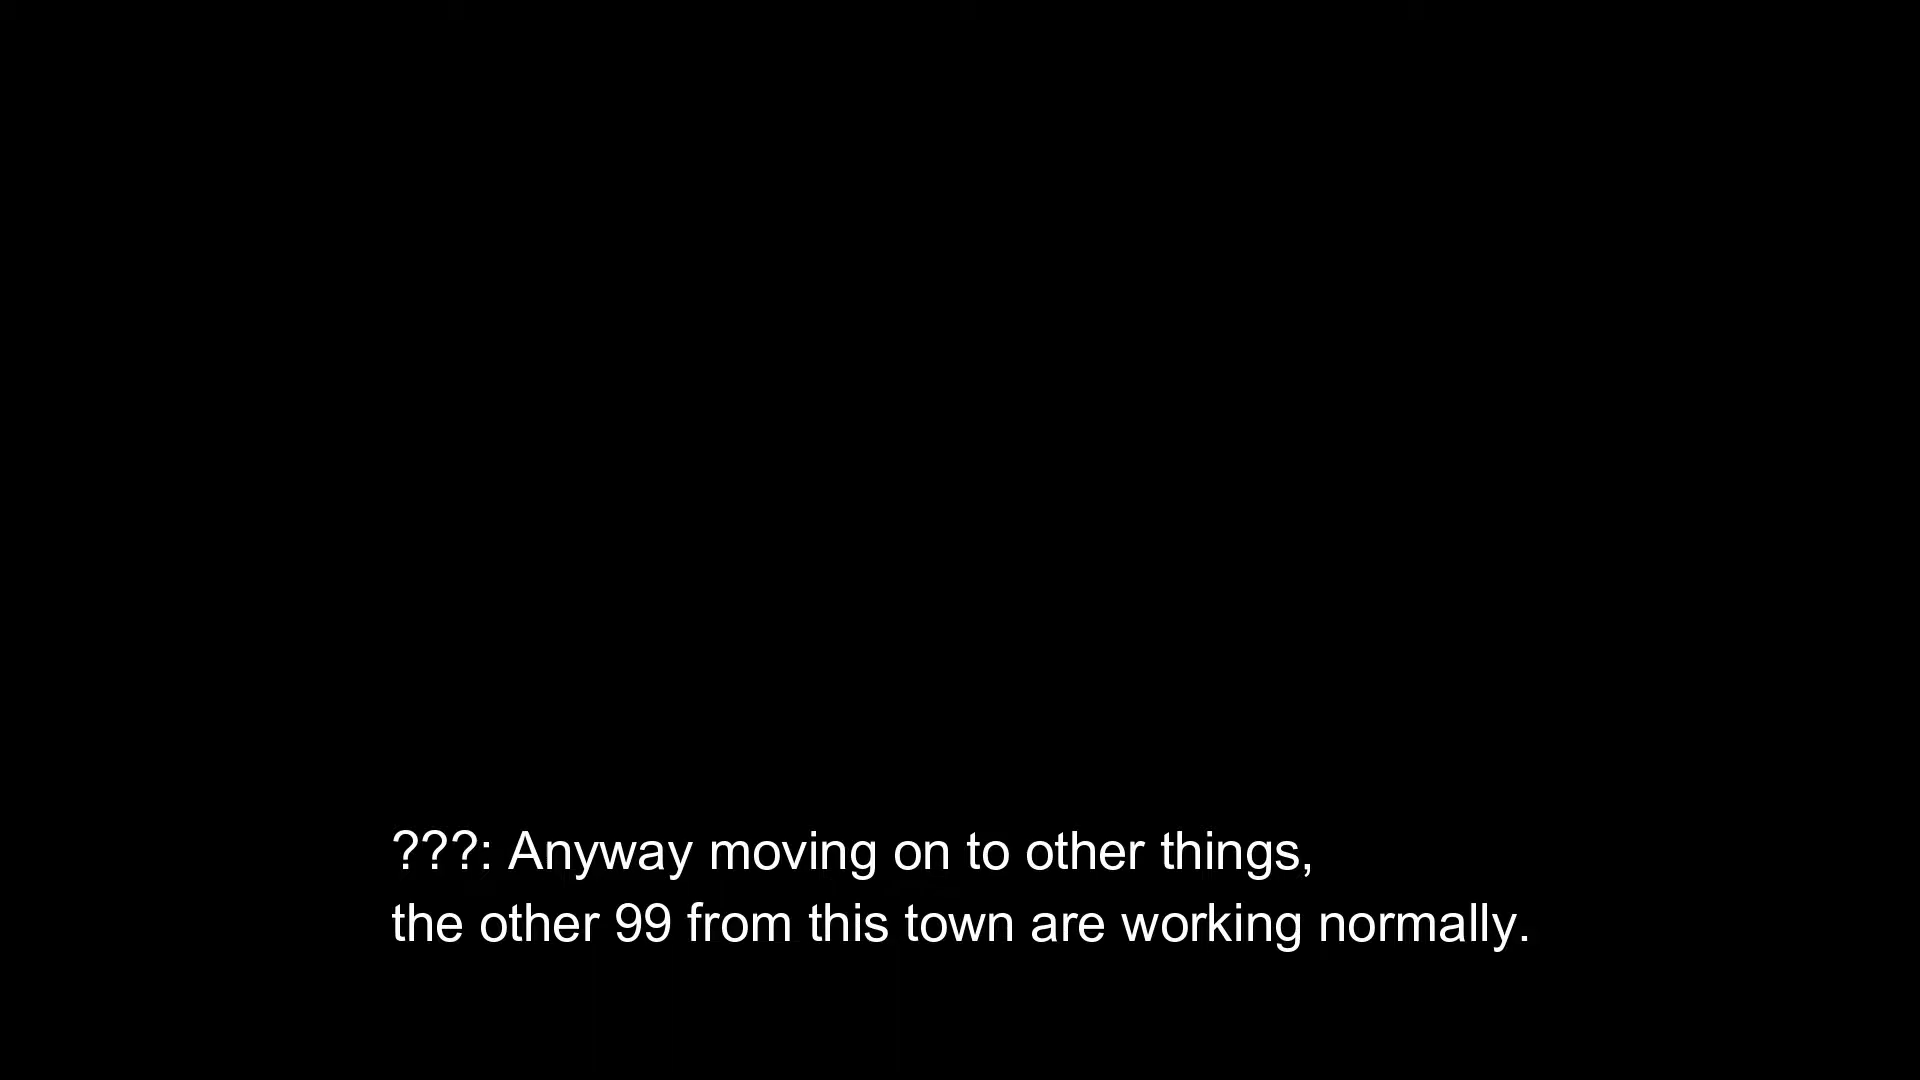 ???: Anyway moving on to other things,
the other 99 from this town are working normally.